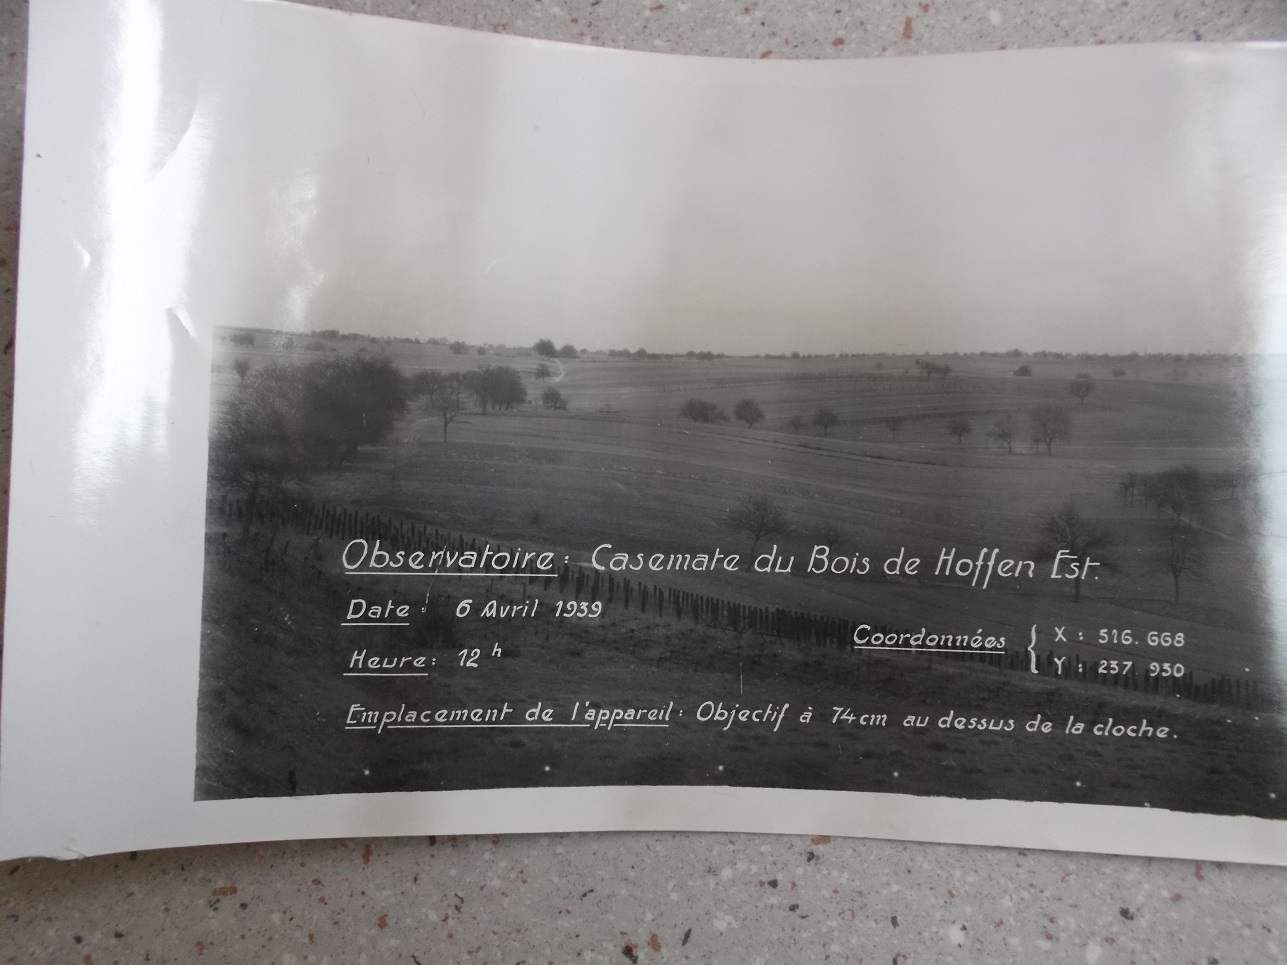 Observatoire : Casemate du Bois de Hoffen Est.
Date : 6 Avril 1939
Coordonnées { X : 516.668
Y : 237 930
Heure : 12 h
Emplacement de l'appareil : Objectif à 74cm au dessus de la cloche.